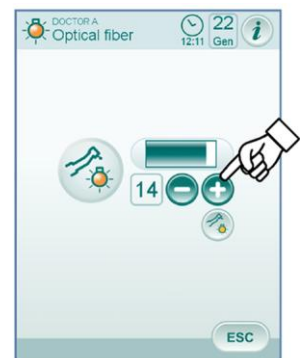 DOCTOR A
Optical fiber
12:11
22
Gen
i
14
ESC